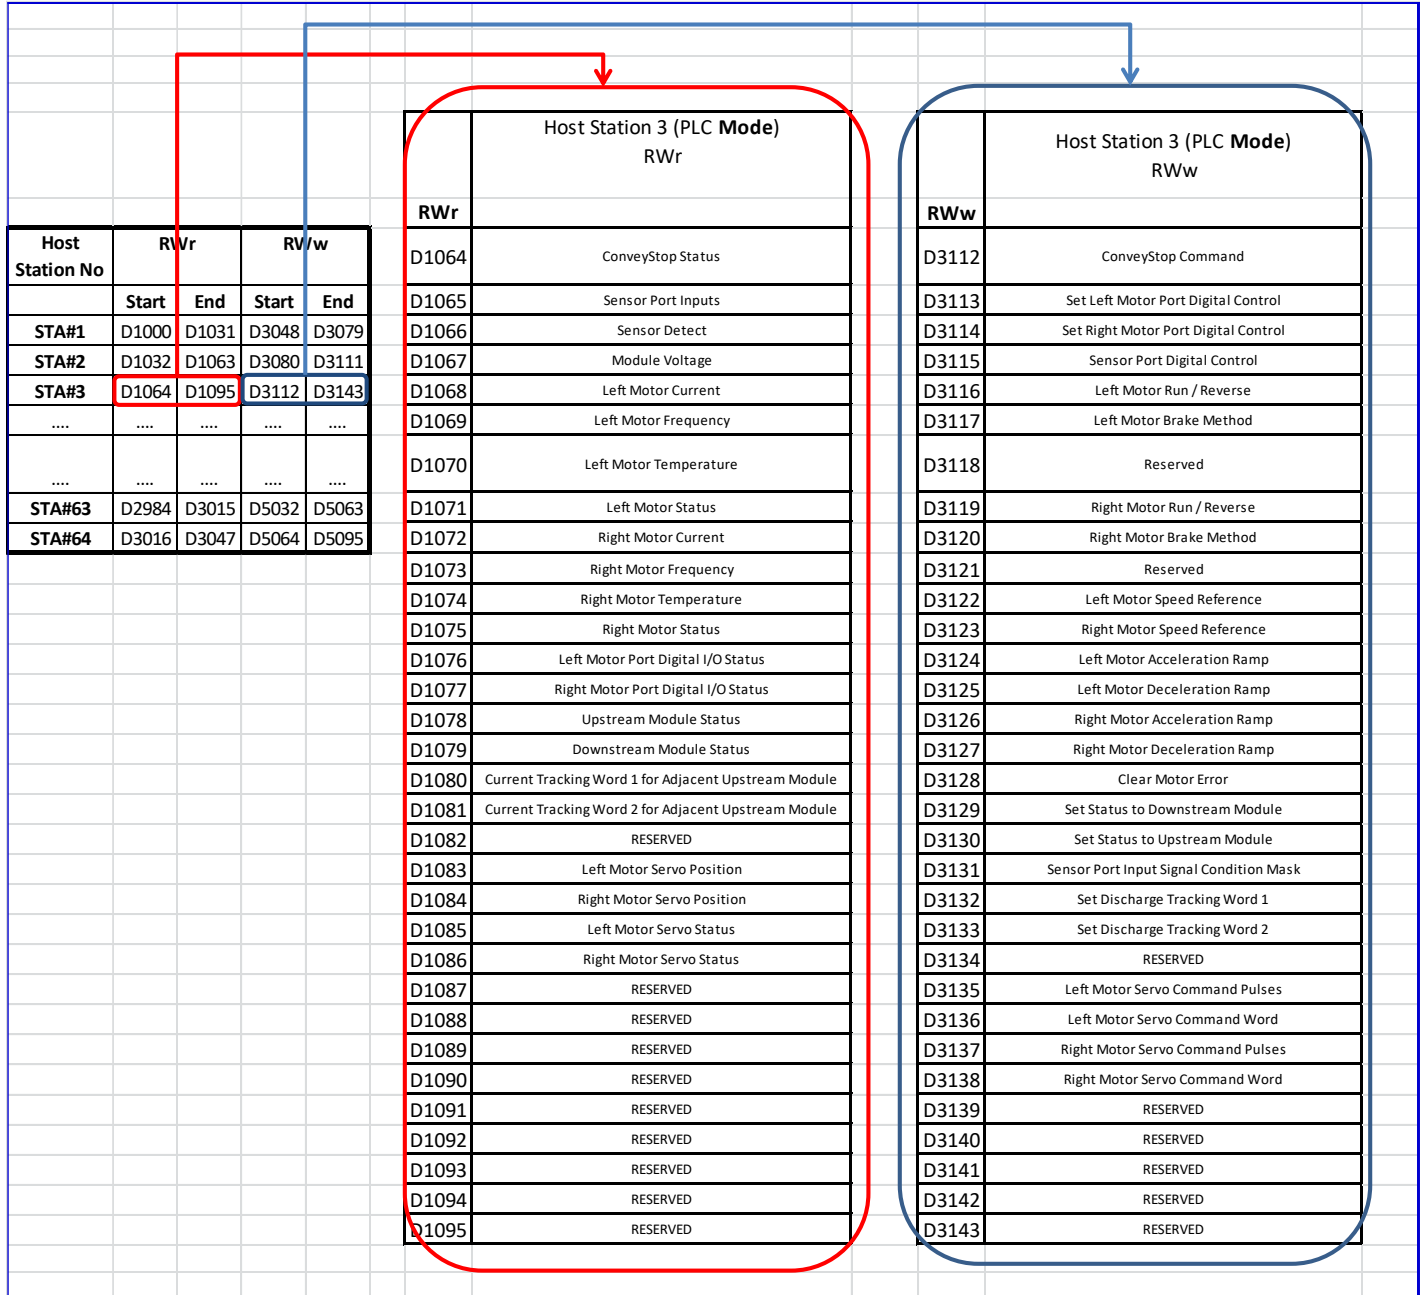 Host Station No RWr RWw
Start End Start End
STA#1 D1000 D1031 D3048 D3079
STA#2 D1032 D1063 D3080 D3111
STA#3 D1064 D1095 D3112 D3143
.... .... .... .... ....
.... .... .... .... ....
STA#63 D2984 D3015 D5032 D5063
STA#64 D3016 D3047 D5064 D5095
Host Station 3 (PLC Mode)
RWr
RWr
D1064 ConveyStop Status
D1065 Sensor Port Inputs
D1066 Sensor Detect
D1067 Module Voltage
D1068 Left Motor Current
D1069 Left Motor Frequency
D1070 Left Motor Temperature
D1071 Left Motor Status
D1072 Right Motor Current
D1073 Right Motor Frequency
D1074 Right Motor Temperature
D1075 Right Motor Status
D1076 Left Motor Port Digital I/O Status
D1077 Right Motor Port Digital I/O Status
D1078 Upstream Module Status
D1079 Downstream Module Status
D1080 Current Tracking Word 1 for Adjacent Upstream Module
D1081 Current Tracking Word 2 for Adjacent Upstream Module
D1082 RESERVED
D1083 Left Motor Servo Position
D1084 Right Motor Servo Position
D1085 Left Motor Servo Status
D1086 Right Motor Servo Status
D1087 RESERVED
D1088 RESERVED
D1089 RESERVED
D1090 RESERVED
D1091 RESERVED
D1092 RESERVED
D1093 RESERVED
D1094 RESERVED
D1095 RESERVED
Host Station 3 (PLC Mode)
RWw
RWw
D3112 ConveyStop Command
D3113 Set Left Motor Port Digital Control
D3114 Set Right Motor Port Digital Control
D3115 Sensor Port Digital Control
D3116 Left Motor Run / Reverse
D3117 Left Motor Brake Method
D3118 Reserved
D3119 Right Motor Run / Reverse
D3120 Right Motor Brake Method
D3121 Reserved
D3122 Left Motor Speed Reference
D3123 Right Motor Speed Reference
D3124 Left Motor Acceleration Ramp
D3125 Left Motor Deceleration Ramp
D3126 Right Motor Acceleration Ramp
D3127 Right Motor Deceleration Ramp
D3128 Clear Motor Error
D3129 Set Status to Downstream Module
D3130 Set Status to Upstream Module
D3131 Sensor Port Input Signal Condition Mask
D3132 Set Discharge Tracking Word 1
D3133 Set Discharge Tracking Word 2
D3134 RESERVED
D3135 Left Motor Servo Command Pulses
D3136 Left Motor Servo Command Word
D3137 Right Motor Servo Command Pulses
D3138 Right Motor Servo Command Word
D3139 RESERVED
D3140 RESERVED
D3141 RESERVED
D3142 RESERVED
D3143 RESERVED